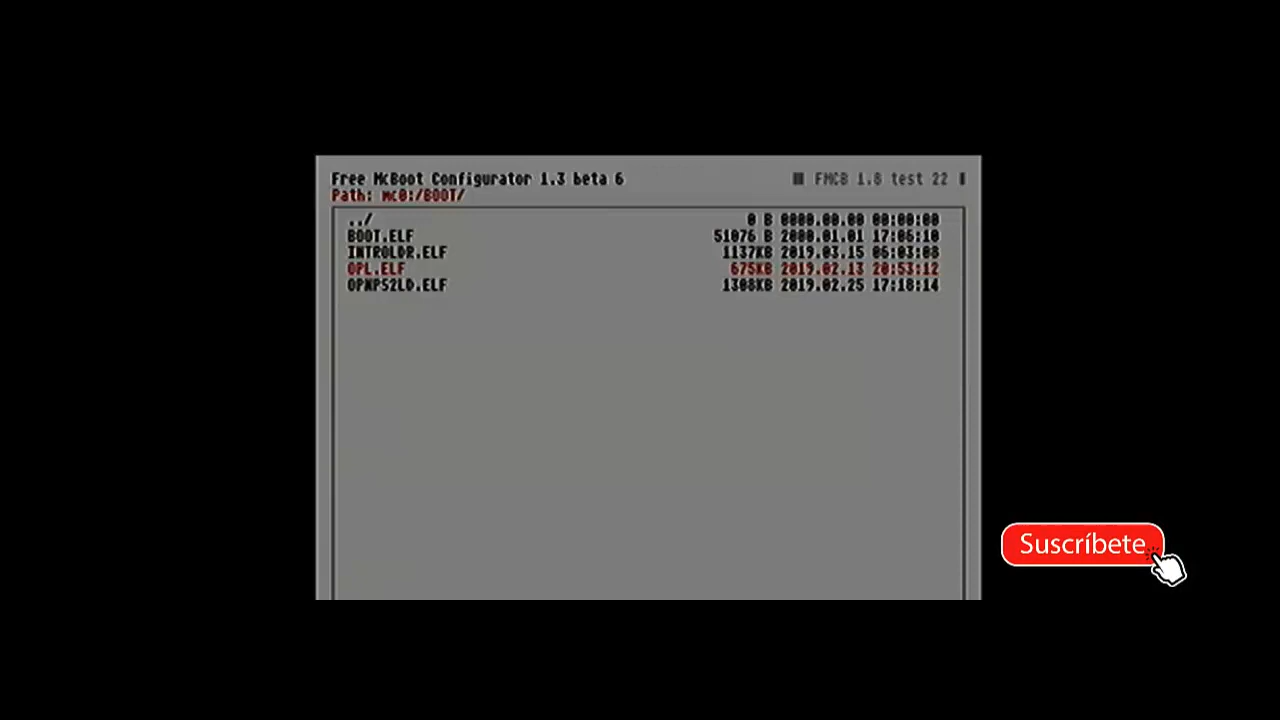 Free McBoot Configurator 1.3 beta 6 FMCB 1.8 test 22
Path: mc0:/BOOT/
../ 0 B 0000.00.00 00:00:00
BOOT.ELF 51076 B 2000.01.01 17:06:10
INTROLDR.ELF 1137KB 2019.03.15 06:03:08
OPL.ELF 675KB 2019.02.13 20:53:12
OPNPS2LD.ELF 1308KB 2019.02.25 17:18:14
Suscríbete